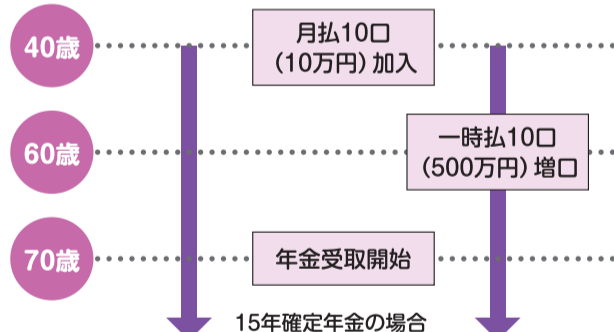 40歳
月払10口
（10万円）加入
60歳
一時払10口
（500万円）増口
70歳
年金受取開始
15年確定年金の場合